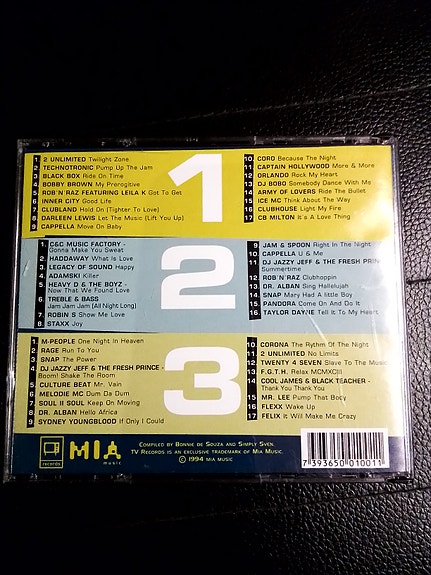 1
1. 2 UNLIMITED Twilight Zone
2. TECHNOTRONIC Pump Up The Jam
3 BLACK BOX Ride On Time
4. BOBBY BROWN My Prerogitive
5. ROB'N'RAZ FEATURING LEILA K Got To Get
6 INNER CITY Good Life
7. CLUBLAND Hold On (Tighter To Love)
8. DARLEEN LEWIS Let The Music (Lift You Up)
9. CAPPELLA Move On Baby
10. CORO Because The Night
11. CAPTAIN HOLLYWOOD More & More
12. ORLANDO Rock My Heart
13 DJ BOBO Somebody Dance With Me
14 ARMY OF LOVERS Ride The Bullet
15 ICE MC Think About The Way
16 CLUBHOUSE Light My Fire
17 CB MILTON It's A Love Thing
2
1. C&C MUSIC FACTORY -
Gonna Make You Sweat
2. HADDAWAY What Is Love
3. LEGACY OF SOUND Happy
4. ADAMSKI Killer
5. HEAVY D & THE BOYZ -
Now That We Found Love
6. TREBLE & BASS
Jam Jam Jam (All Night Long)
7 ROBIN S Show Me Love
8 STAXX Joy
9. JAM & SPOON Right In The Night
10 CAPPELLA U & Me
11 DJ JAZZY JEFF & THE FRESH PRINCE
Summertime
12 ROB'N'RAZ Clubhoppin
13. DR. ALBAN Sing Hallelujah
14 SNAP Mary Had A little Boy
15 PANDORA Come On And Do It
16. TAYLOR DAYNE Tell It To My Heart
3
1. M-PEOPLE One Night In Heaven
2. RAGE Run To You
3. SNAP The Power
4 DJ JAZZY JEFF & THE FRESH PRINCE -
Boom! Shake The Room
5 CULTURE BEAT Mr. Vain
6 MELODIE MC Dum Da Dum
7 SOUL II SOUL Keep On Moving
8 DR. ALBAN Hello Africa
9 SYDNEY YOUNGBLOOD If Only I Could
10. CORONA The Rhythm Of The Night
11 2 UNLIMITED No Limits
12 TWENTY 4 SEVEN Slave To The Music
13. F.G.T.H. Relax MCMXCIII
14 COOL JAMES & BLACK TEACHER -
Thank You Thank You
15 MR. LEE Pump That Body
16 FLEXX Wake Up
17 FELIX It Will Make Me Crazy
records
MIA
music
COMPILED BY BONNIE DE SOUZA AND SIMPLY SVEN.
TV RECORDS IS AN EXCLUSIVE TRADEMARK OF MIA MUSIC.
© 1994 MIA MUSIC
7 393650 010011